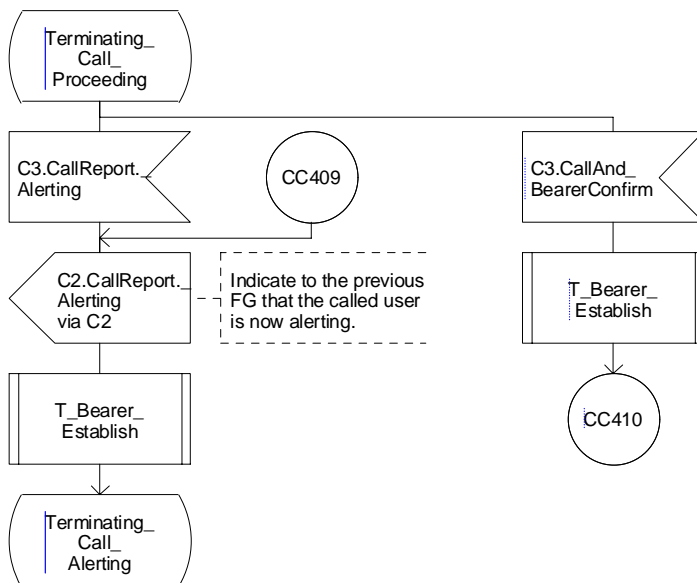 Terminating_
Call_
Proceeding
C3.CallReport._
Alerting
CC409
C3.CallAnd_
BearerConfirm
C2.CallReport._
Alerting
via C2
Indicate to the previous
FG that the called user
is now alerting.
T_Bearer_
Establish
T_Bearer_
Establish
CC410
Terminating_
Call_
Alerting